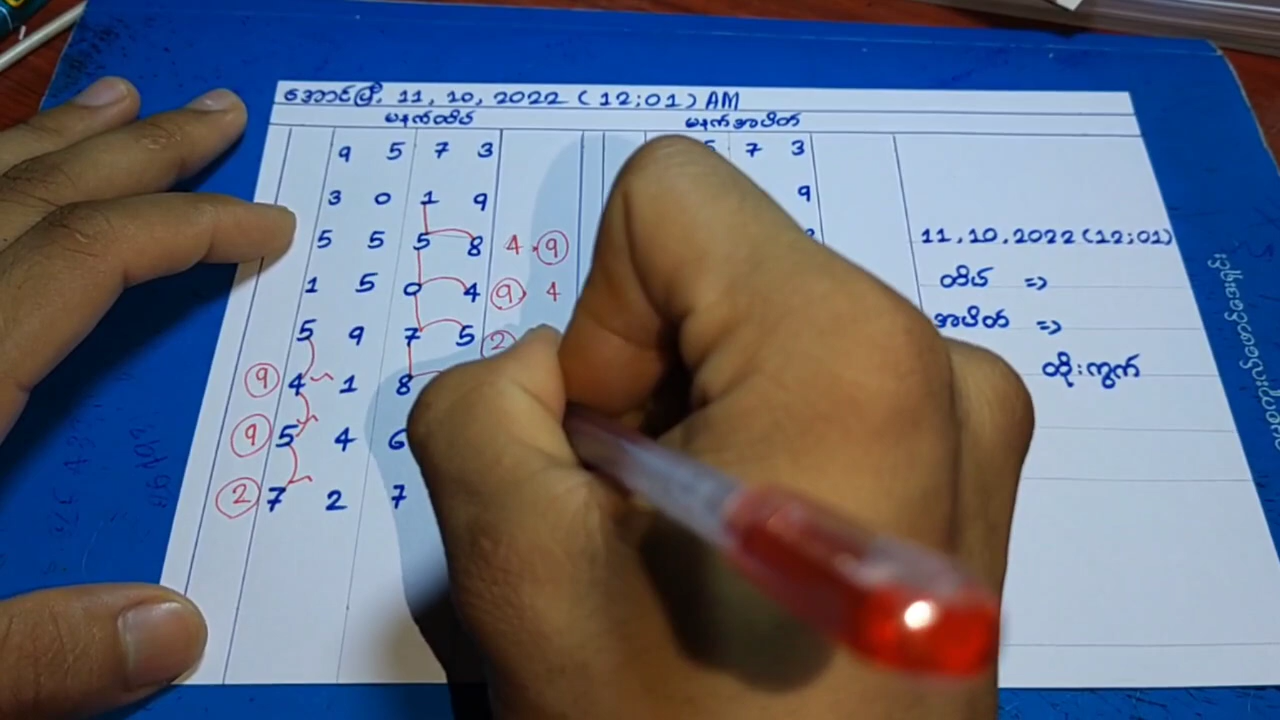 အောင်မြို့. 11, 10, 2022 ( 12;01 ) AM
မနက်ထိပ် မနက်အပိတ်
9 5 7 3 5 7 3
3 0 1 9 9
5 5 5 8 4 9
1 5 0 4 9 4
5 9 7 5 2
9 4 1 8
9 5 4 6
2 7 2 7
11,10,2022(12;01)
ထိပ် =>
အပိတ် =>
ထိုးကွက်